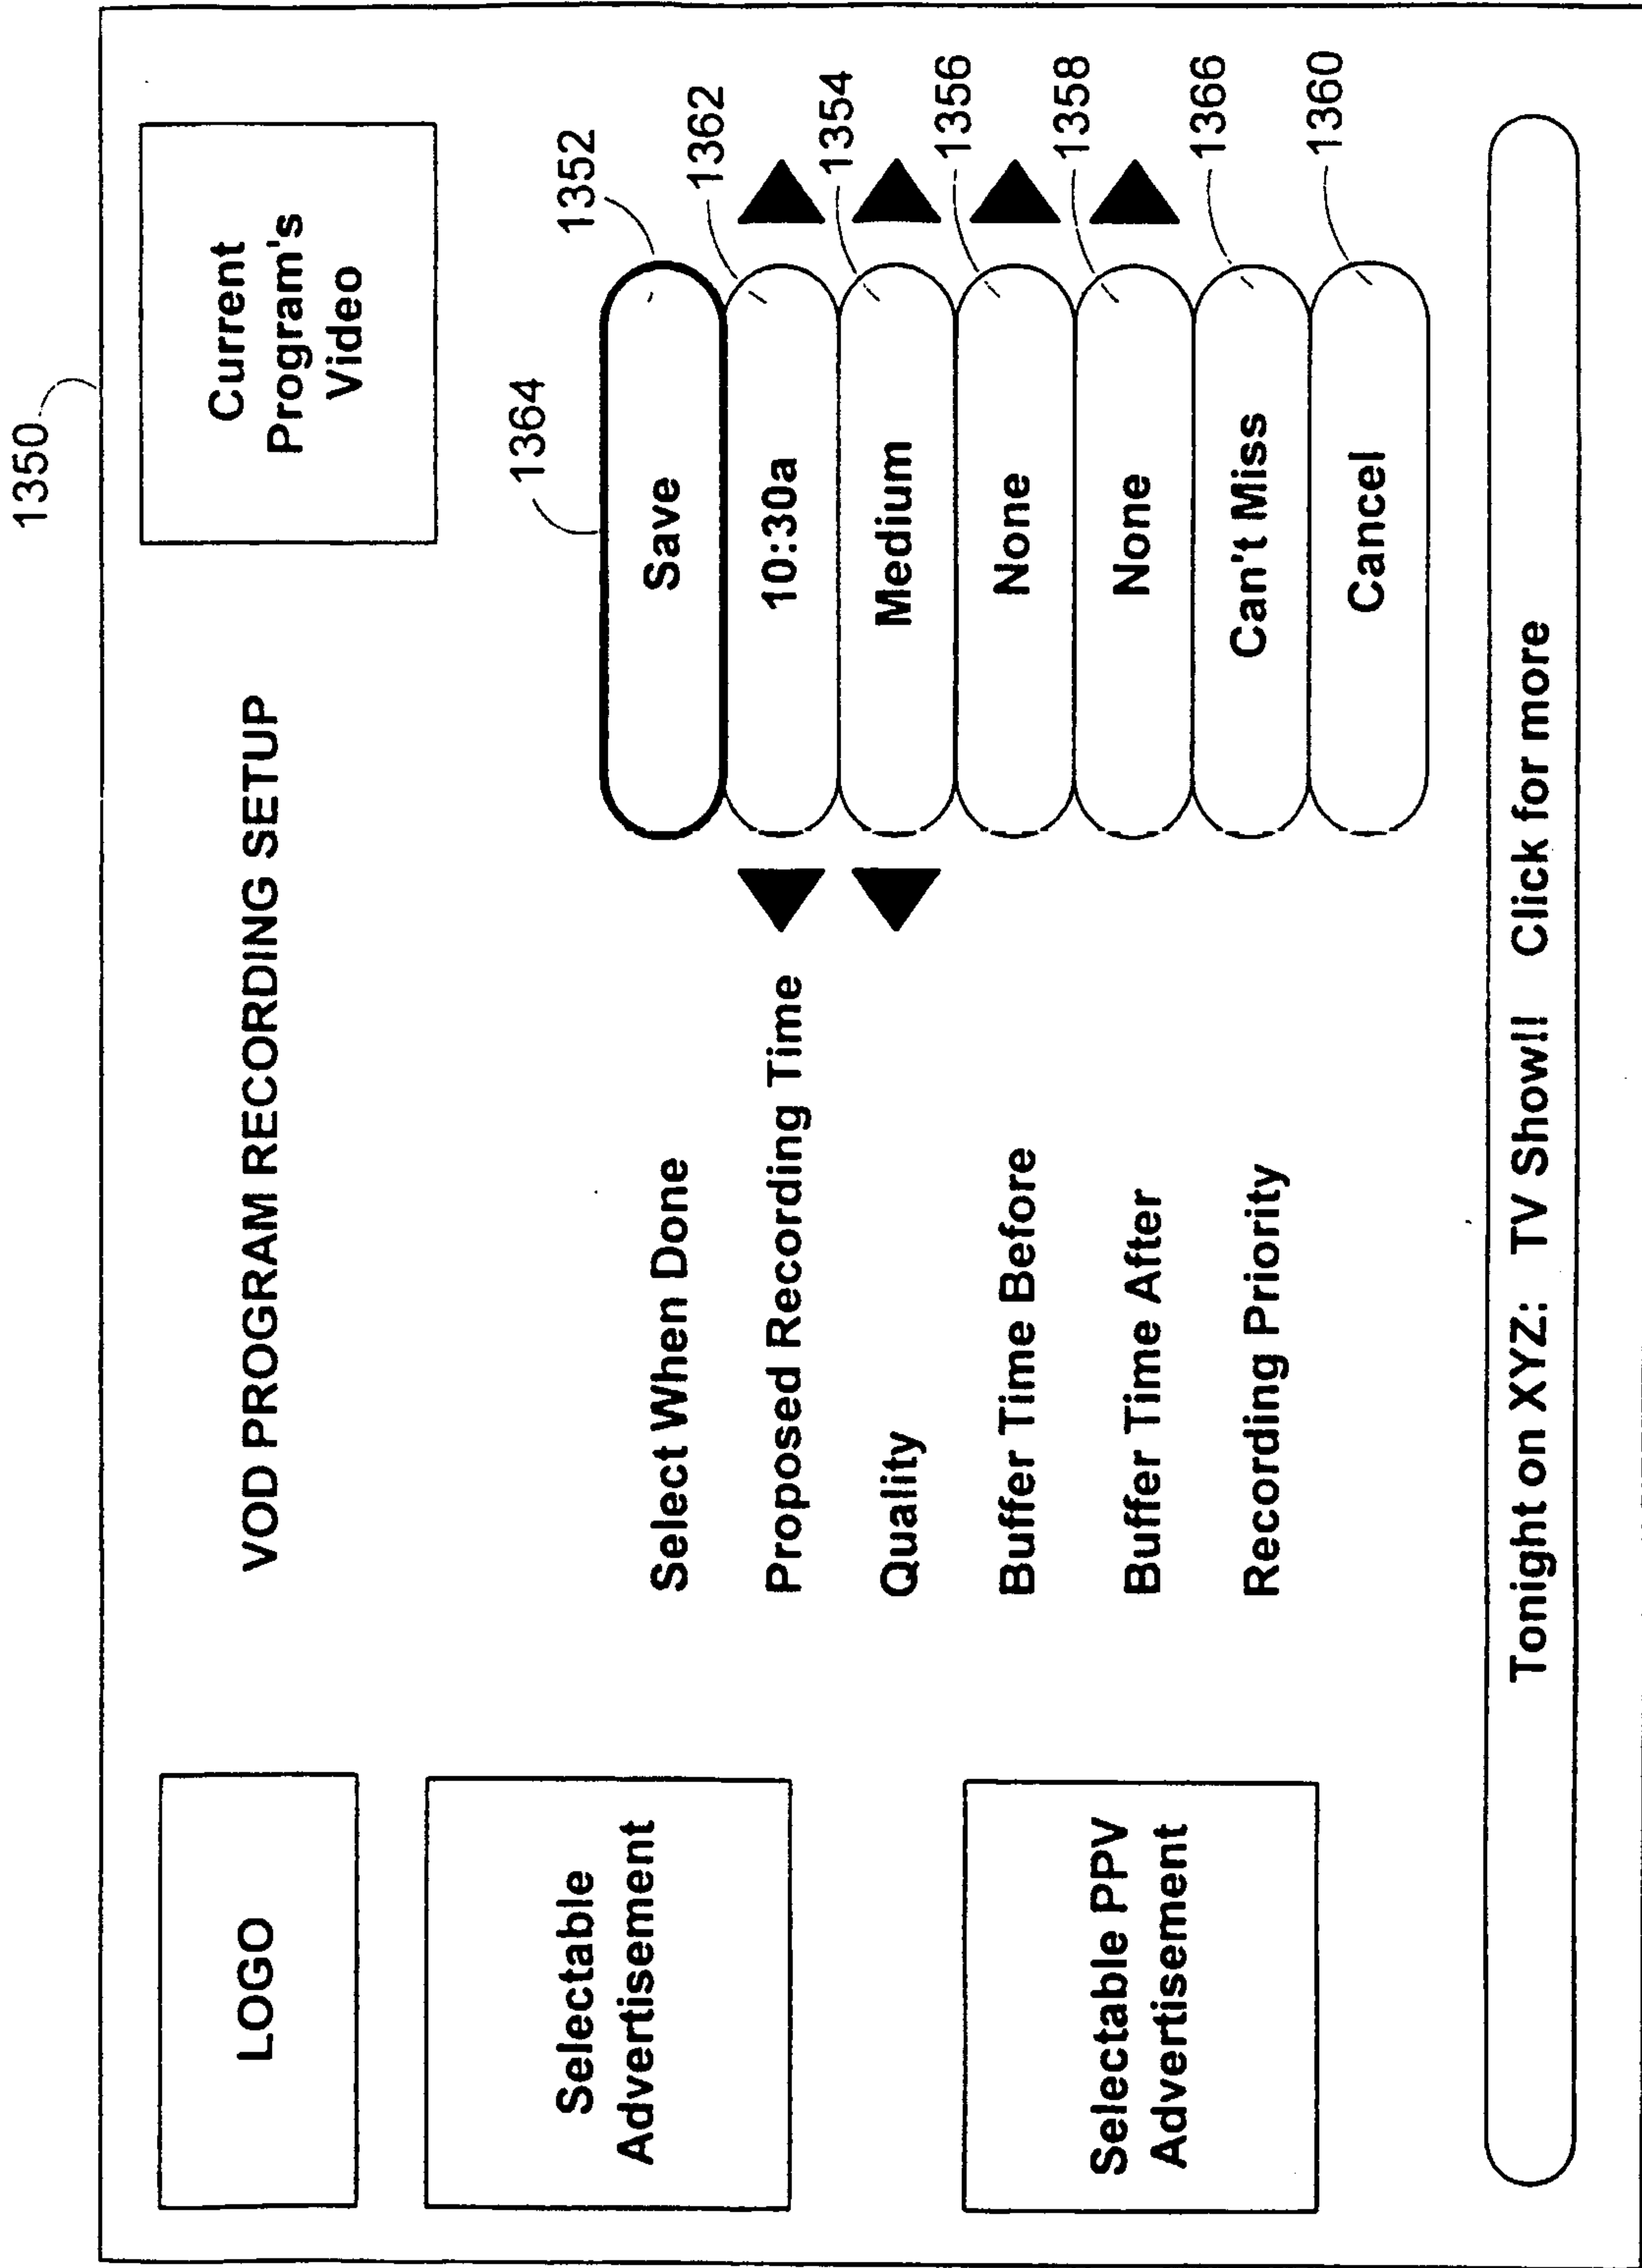 1350
LOGO
VOD PROGRAM RECORDING SETUP
Current
Program's
Video
Selectable
Advertisement
1364
1352
Select When Done
Save
1362
Proposed Recording Time
10:30a
1354
Quality
Medium
1356
Buffer Time Before
None
1358
Buffer Time After
None
1366
Recording Priority
Can't Miss
1360
Cancel
Selectable PPV
Advertisement
Tonight on XYZ: TV Show!! Click for more